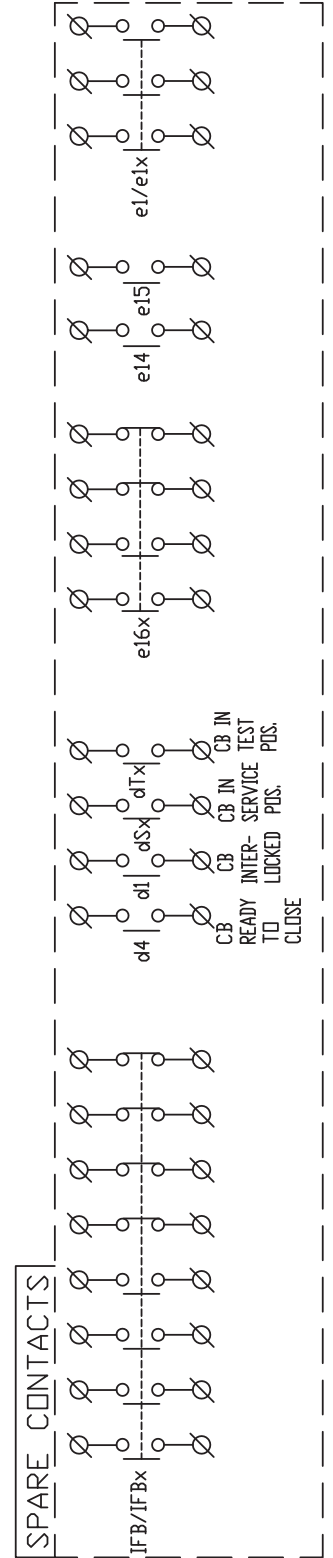 SPARE CONTACTS
IFB/IFBx
d4
d1
dSx
dTx
e16x
e14
e15
e1/e1x
CB
READY
TO
CLOSE
CB
INTER-
LOCKED
CB IN
SERVICE
POS.
CB IN
TEST
POS.